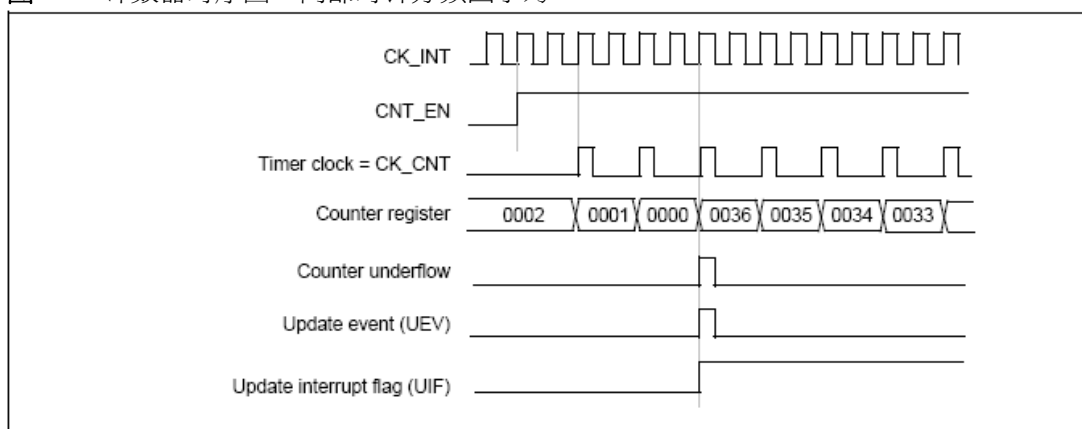 图
CK_INT
CNT_EN
Timer clock = CK_CNT
Counter register 0002 0001 0000 0036 0035 0034 0033
Counter underflow
Update event (UEV)
Update interrupt flag (UIF)